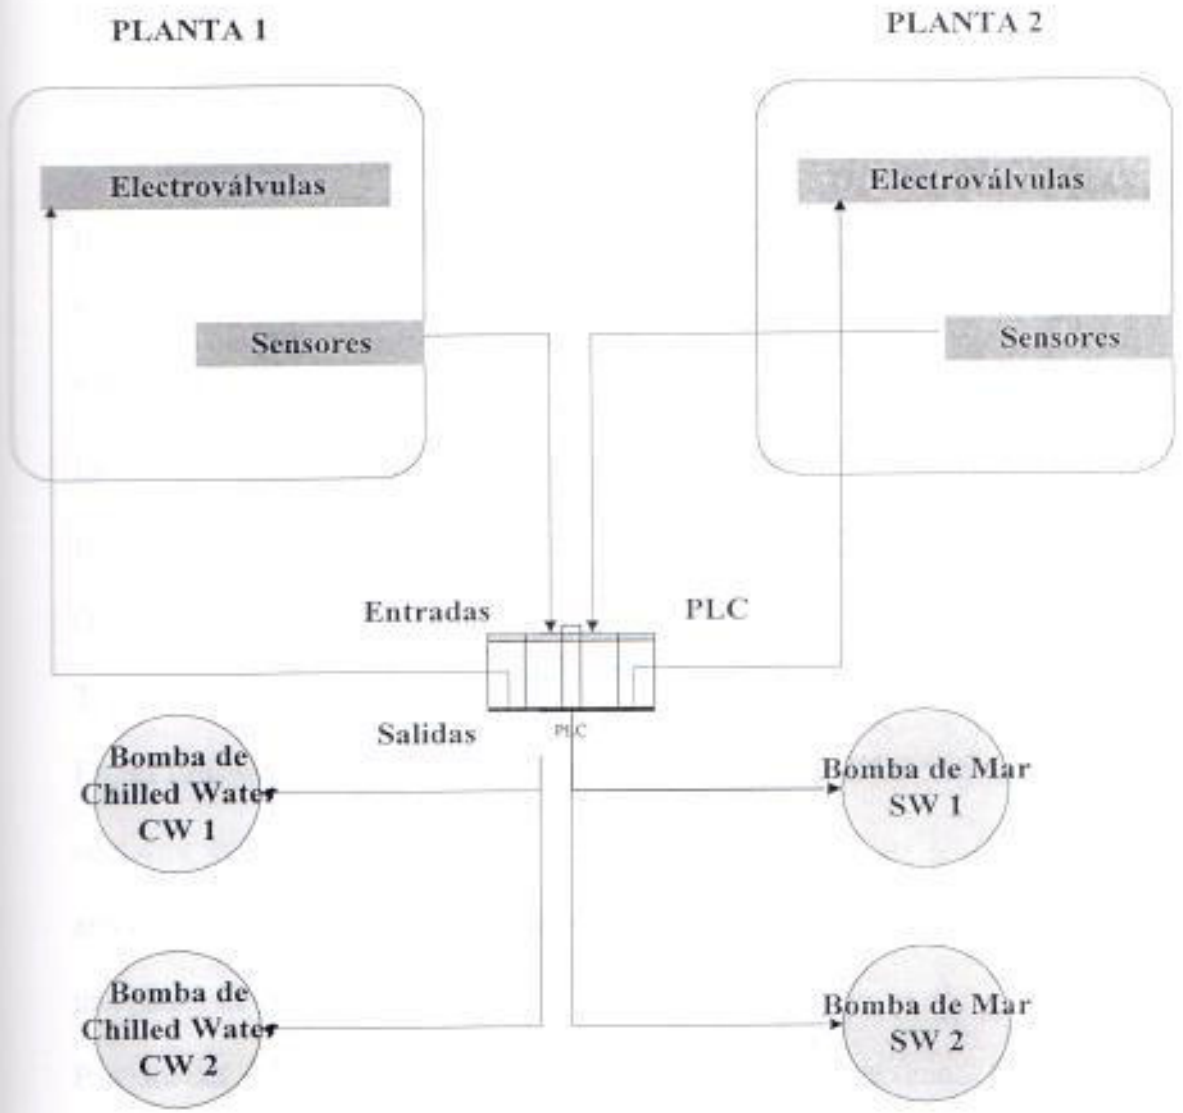 PLANTA 1
PLANTA 2
Electroválvulas
Electroválvulas
Sensores
Sensores
Entradas
PLC
Salidas
PLC
Bomba de
Chilled Water
CW 1
Bomba de Mar
SW 1
Bomba de
Chilled Water
CW 2
Bomba de Mar
SW 2